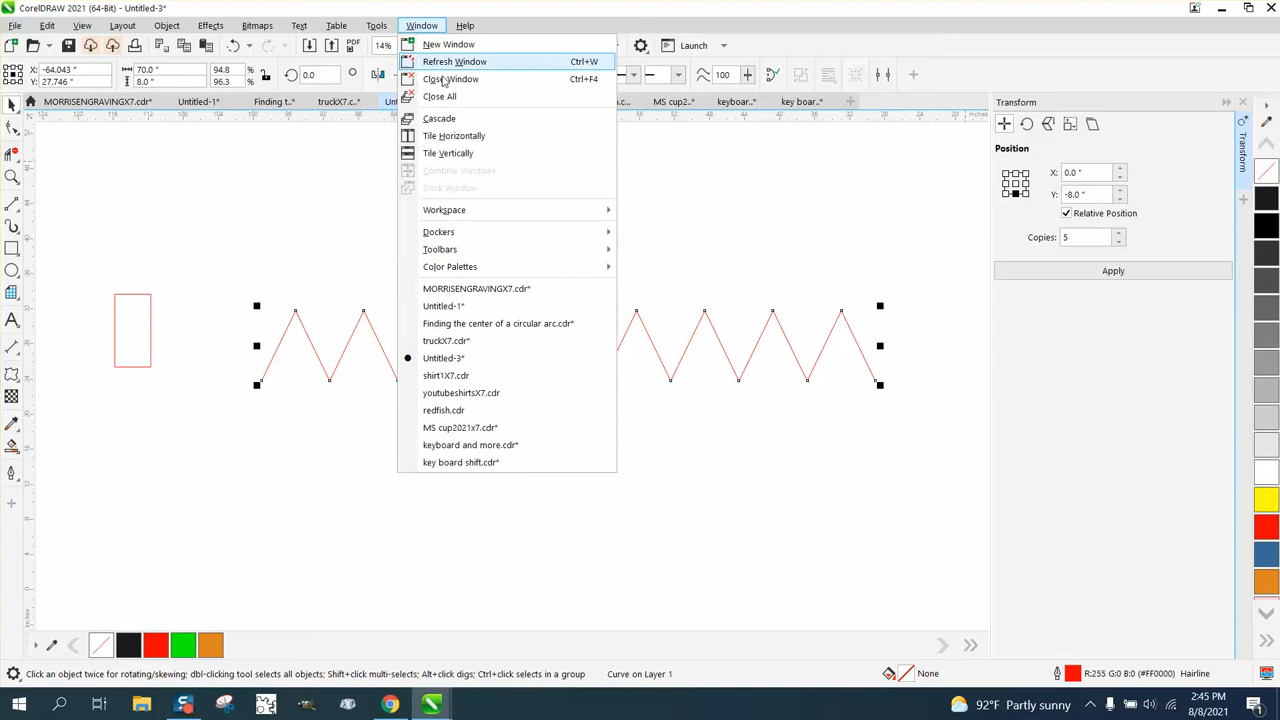 CorelDRAW 2021 (64-Bit) - Untitled-3*
File Edit View Layout Object Effects Bitmaps Text Table Tools Window Help
PDF 14% Launch
X: -64.043 " 70.0 " 94.8 0.0 100
Y: 27.746 " 8.0 " 96.3
MORRISENGRAVINGX7.cdr* Untitled-1* Finding t..* truckX7.c..* MS cup2..* keyboar..* key boar..*
New Window
Refresh Window Ctrl+W
Close Window Ctrl+F4
Close All
Cascade
Tile Horizontally
Tile Vertically
Combine Windows
Dock Window
Workspace
Dockers
Toolbars
Color Palettes
MORRISENGRAVINGX7.cdr*
Untitled-1*
Finding the center of a circular arc.cdr*
truckX7.cdr*
Untitled-3*
shirt1X7.cdr
youtubeshirtsX7.cdr
redfish.cdr
MS cup2021x7.cdr*
keyboard and more.cdr*
key board shift.cdr*
inches
Transform
Position
X: 0.0 "
Y: -8.0 "
Relative Position
Copies: 5
Apply
Transform
Click an object twice for rotating/skewing; dbl-clicking tool selects all objects; Shift+click multi-selects; Alt+click digs; Ctrl+click selects in a group Curve on Layer 1 None R:255 G:0 B:0 (#FF0000) Hairline
92°F Partly sunny
2:45 PM
8/8/2021